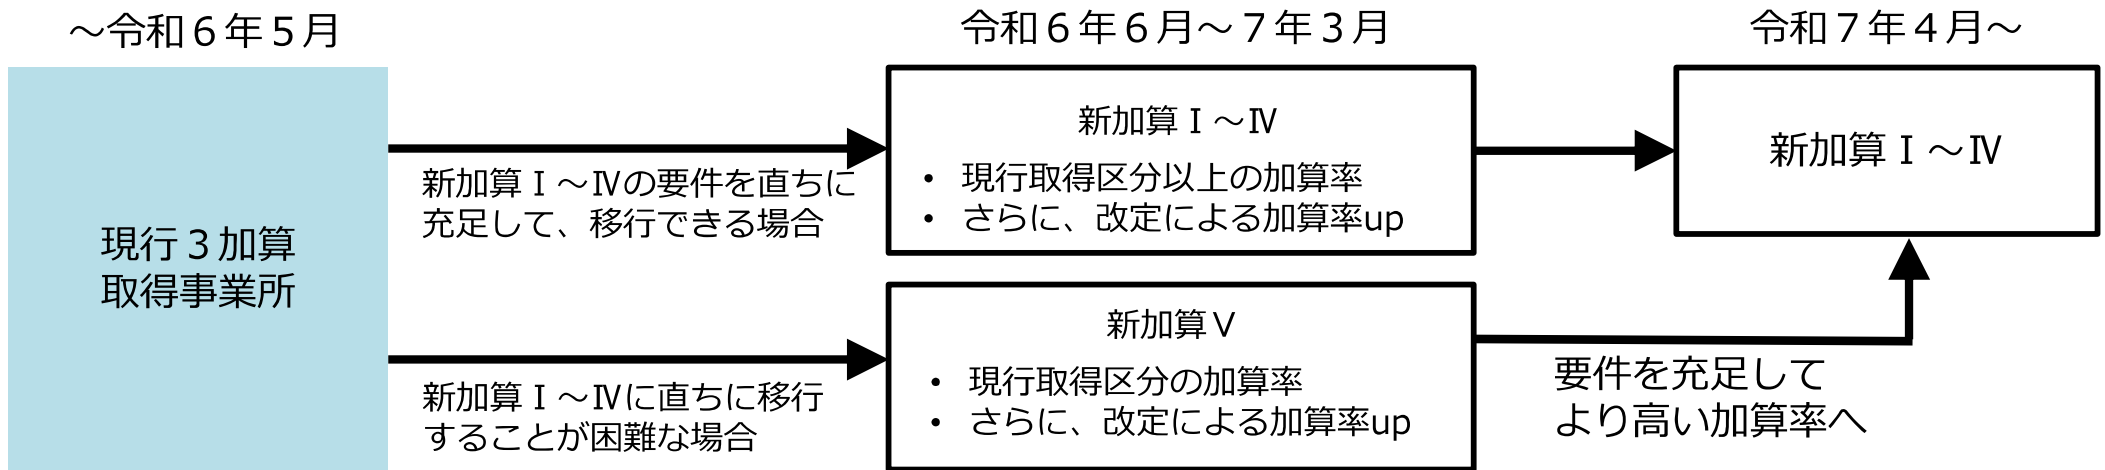 ～令和６年５月
令和６年６月～７年３月
令和７年４月～
現行３加算
取得事業所
新加算Ⅰ～Ⅳの要件を直ちに
充足して、移行できる場合
新加算Ⅰ～Ⅳ
• 現行取得区分以上の加算率
• さらに、改定による加算率up
新加算Ⅰ～Ⅳ
新加算Ⅰ～Ⅳに直ちに移行
することが困難な場合
新加算Ⅴ
• 現行取得区分の加算率
• さらに、改定による加算率up
要件を充足して
より高い加算率へ